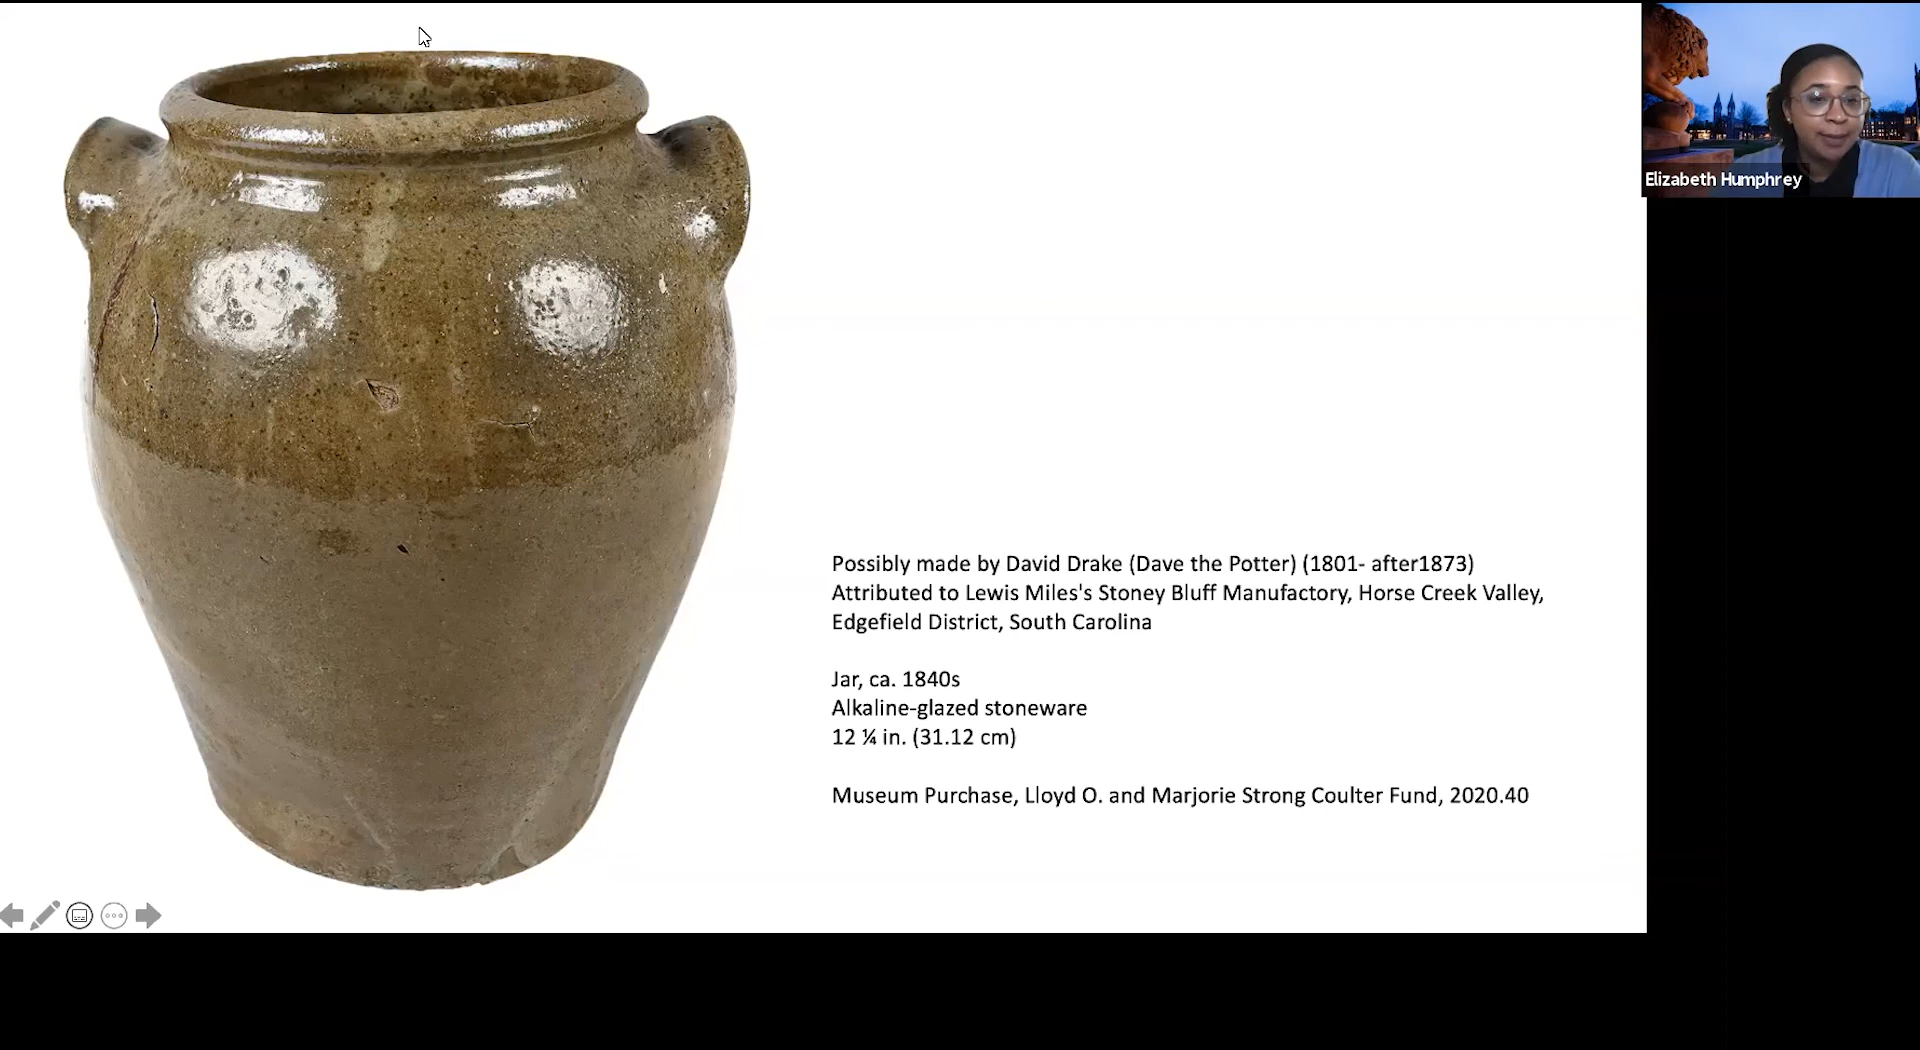 Elizabeth Humphrey
Possibly made by David Drake (Dave the Potter) (1801- after1873)
Attributed to Lewis Miles's Stoney Bluff Manufactory, Horse Creek Valley,
Edgefield District, South Carolina
Jar, ca. 1840s
Alkaline-glazed stoneware
12 ¼ in. (31.12 cm)
Museum Purchase, Lloyd O. and Marjorie Strong Coulter Fund, 2020.40